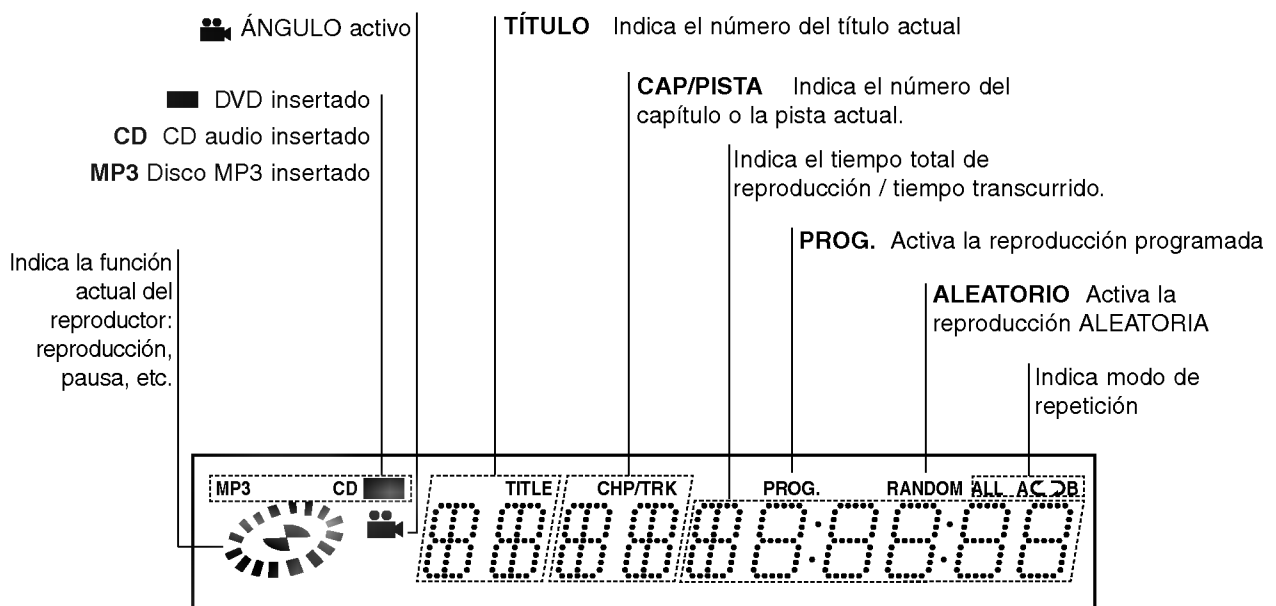 ÁNGULO activo
TÍTULO Indica el número del título actual
DVD insertado
CD CD audio insertado
MP3 Disco MP3 insertado
CAP/PISTA Indica el número del
capítulo o la pista actual.
Indica el tiempo total de
reproducción / tiempo transcurrido.
PROG. Activa la reproducción programada
Indica la función
actual del
reproductor:
reproducción,
pausa, etc.
ALEATORIO Activa la
reproducción ALEATORIA
Indica modo de
repetición
MP3 CD TITLE CHP/TRK PROG. RANDOM ALL A B